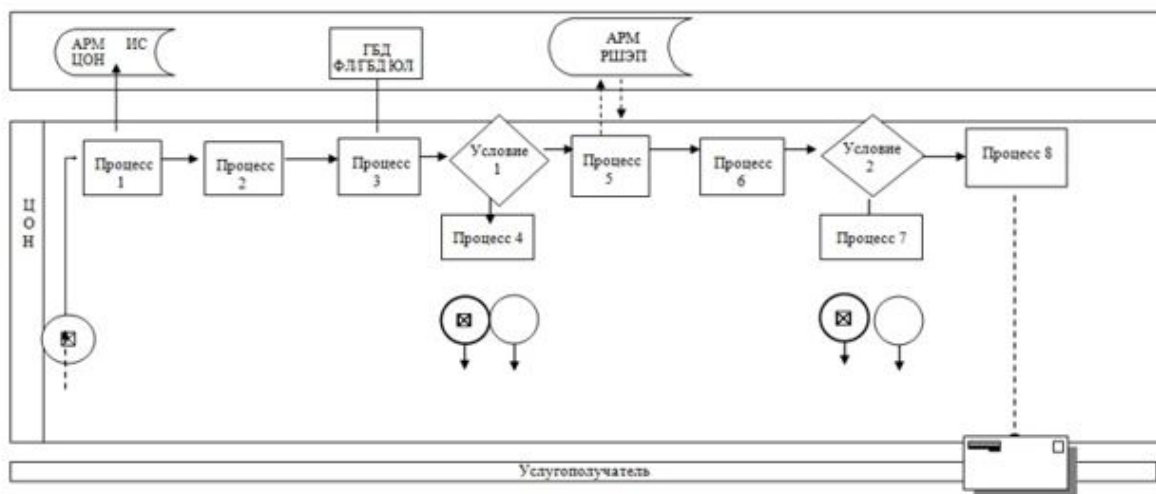 АРМ ИС
ЦОН
ГБД
ФЛ/ГБД ЮЛ
АРМ
РШЭП
ЦОН
Процесс
1
Процесс
2
Процесс
3
Условие
1
Процесс
5
Процесс
6
Условие
2
Процесс 8
Процесс 4
Процесс 7
Услугополучатель